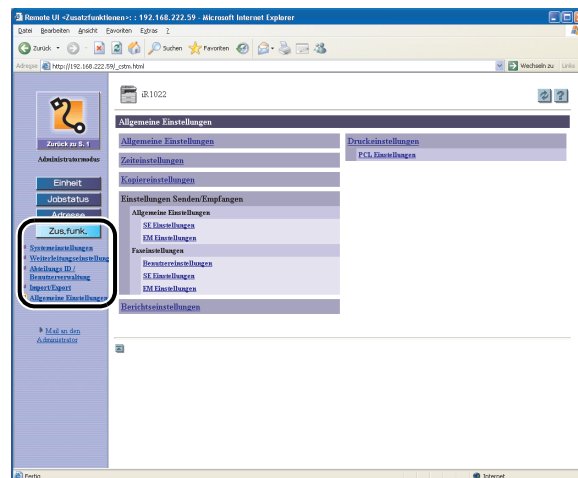 Remote UI <Zusatzfunktionen>: : 192.168.222.59 - Microsoft Internet Explorer
Datei Bearbeiten Ansicht Favoriten Extras ?
Zurück Suchen Favoriten
Adresse http://192.168.222.59/_cstm.html Wechseln zu Links
iR1022
Zurück zu S. 1
Administratormodus
Einheit
Jobstatus
Adresse
Zus.funk.
Systemeinstellungen
Weiterleitungseinstellung
Abteilungs ID /
Benutzerverwaltung
Import/Export
Allgemeine Einstellungen
Mail an den
Administrator
Allgemeine Einstellungen
Allgemeine Einstellungen
Zeiteinstellungen
Kopiereinstellungen
Einstellungen Senden/Empfangen
Allgemeine Einstellungen
SE Einstellungen
EM Einstellungen
Faxeinstellungen
Benutzereinstellungen
SE Einstellungen
EM Einstellungen
Berichtseinstellungen
Druckeinstellungen
PCL Einstellungen
Fertig Internet